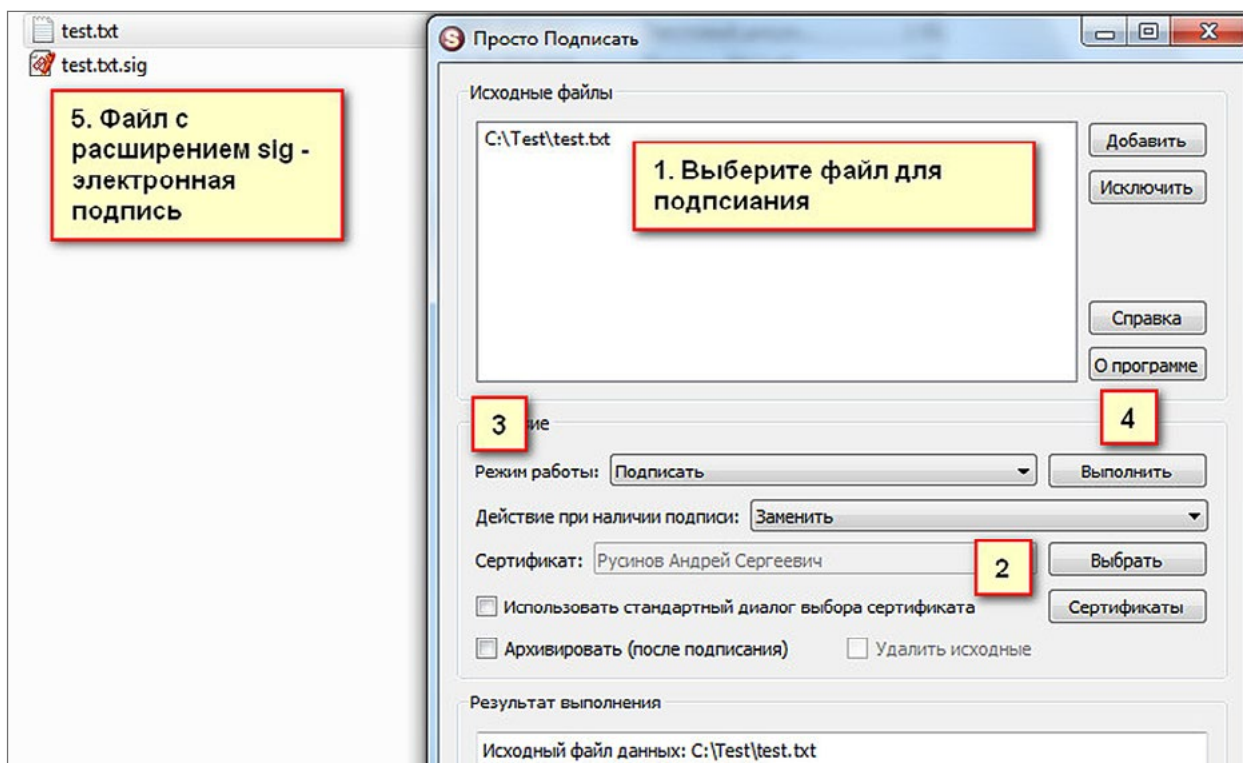 test.txt
test.txt.sig
5. Файл с
расширением sig -
электронная
подпись
Просто Подписать
Исходные файлы
C:\Test\test.txt
1. Выберите файл для
подпсиания
Добавить
Исключить
Справка
О программе
3
4
Режим работы: Подписать Выполнить
Действие при наличии подписи: Заменить
Сертификат: Русинов Андрей Сергеевич 2 Выбрать
Использовать стандартный диалог выбора сертификата Сертификаты
Архивировать (после подписания) Удалить исходные
Результат выполнения
Исходный файл данных: C:\Test\test.txt